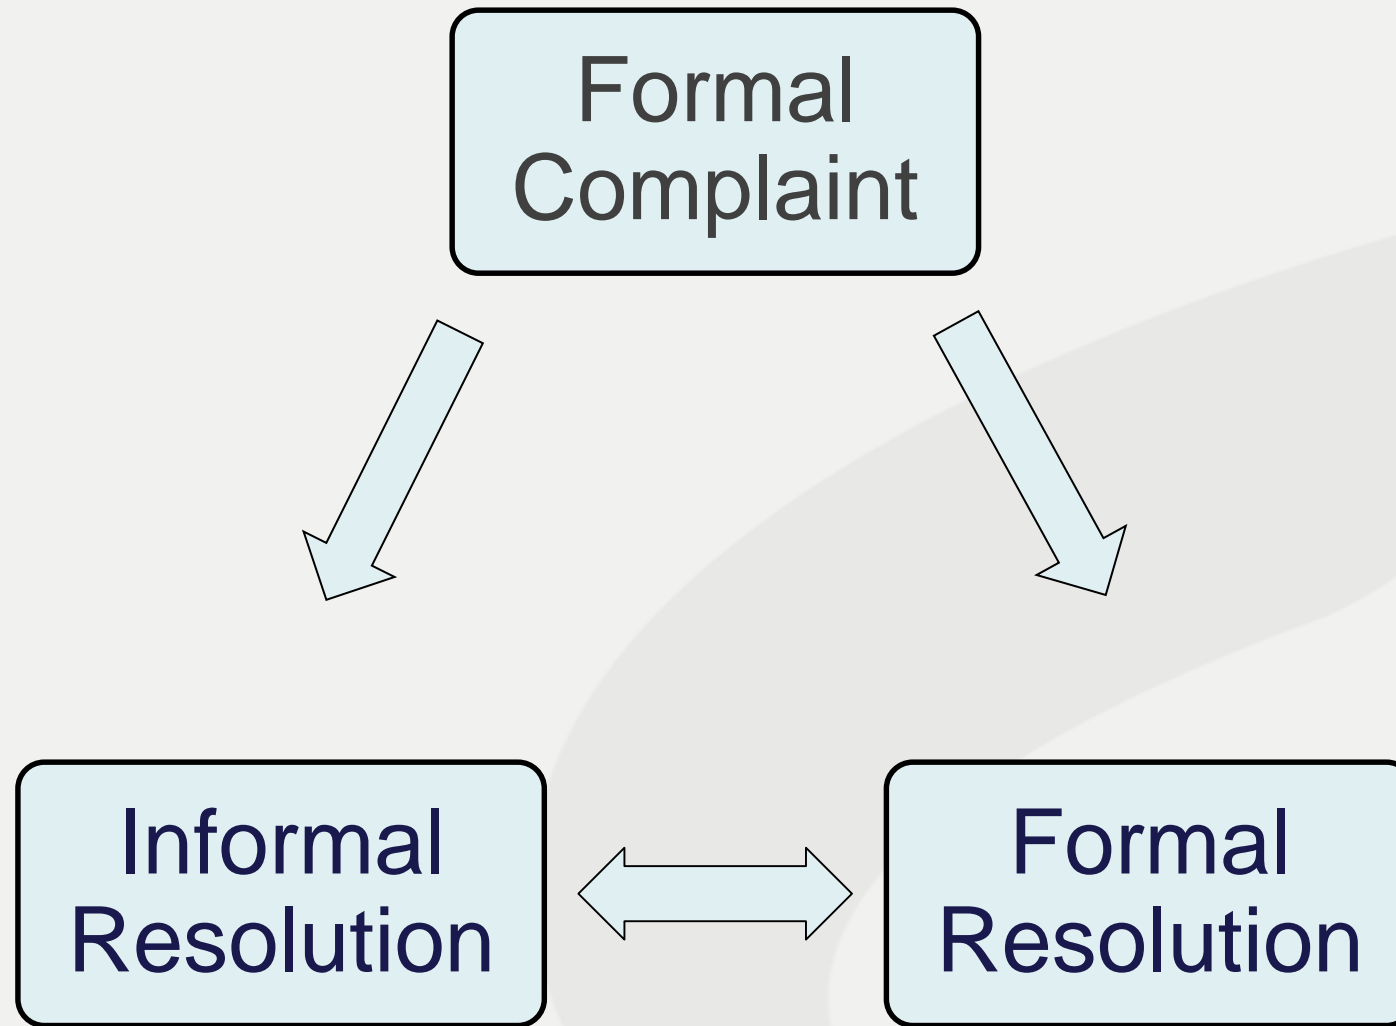 Formal
Complaint
Informal
Resolution
Formal
Resolution